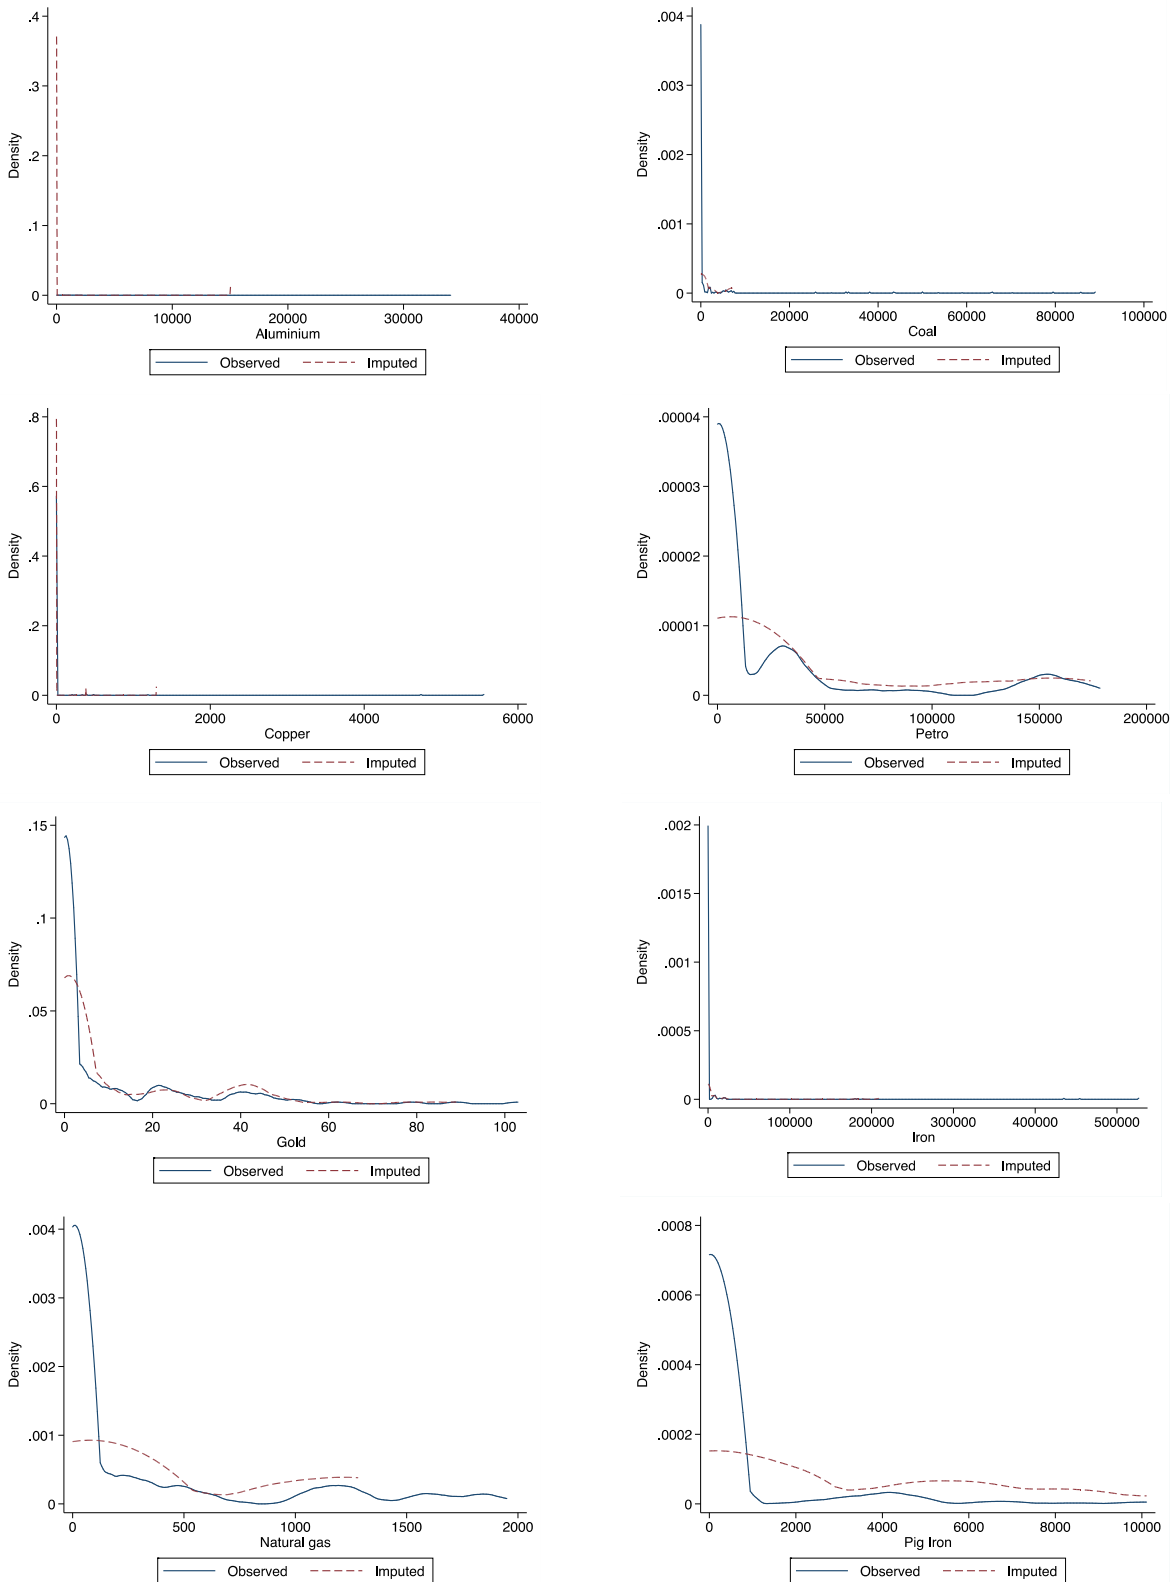 .4
.3
.2
.1
0
Density
0 10000 20000 30000 40000
Aluminium
Observed Imputed
.004
.003
.002
.001
0
Density
0 20000 40000 60000 80000 100000
Coal
Observed Imputed
.8
.6
.4
.2
0
Density
0 2000 4000 6000
Copper
Observed Imputed
.00004
.00003
.00002
.00001
0
Density
0 50000 100000 150000 200000
Petro
Observed Imputed
.15
.1
.05
0
Density
0 20 40 60 80 100
Gold
Observed Imputed
.002
.0015
.001
.0005
0
Density
0 100000 200000 300000 400000 500000
Iron
Observed Imputed
.004
.003
.002
.001
0
Density
0 500 1000 1500 2000
Natural gas
Observed Imputed
.0008
.0006
.0004
.0002
0
Density
0 2000 4000 6000 8000 10000
Pig Iron
Observed Imputed